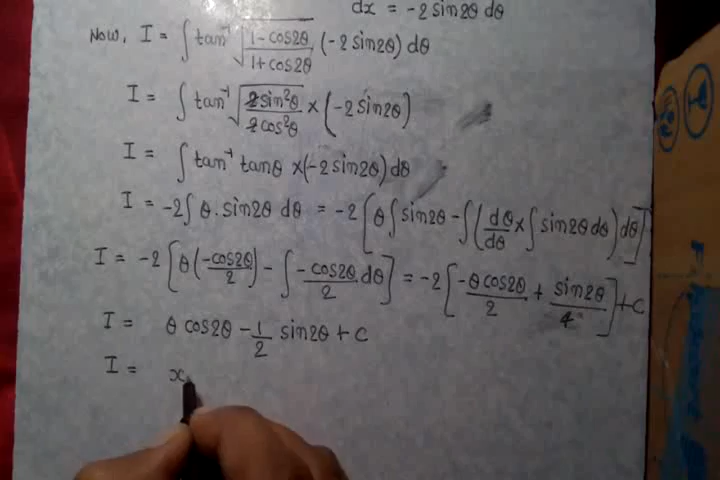 dx = -2 sin2θ dθ
Now, I = ∫ tan⁻¹ √((1-cos2θ)/(1+cos2θ)) (-2 sin2θ) dθ
I = ∫ tan⁻¹ √((2sin²θ)/(2cos²θ)) × (-2 sin2θ)
I = ∫ tan⁻¹ tanθ × (-2 sin2θ) dθ
I = -2∫ θ. sin2θ dθ = -2[θ∫ sin2θ - ∫(dθ/dθ × ∫ sin2θ dθ) dθ]
I = -2[θ(-cos2θ/2) - ∫ -cos2θ/2 dθ] = -2[-θ cos2θ/2 + sin2θ/4] + C
I = θ cos2θ - 1/2 sin2θ + C
I = x